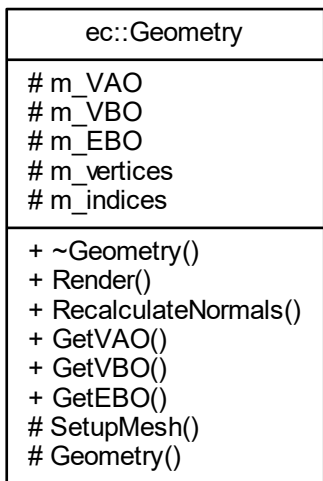 ec::Geometry
# m_VAO
# m_VBO
# m_EBO
# m_vertices
# m_indices
+ ~Geometry()
+ Render()
+ RecalculateNormals()
+ GetVAO()
+ GetVBO()
+ GetEBO()
# SetupMesh()
# Geometry()